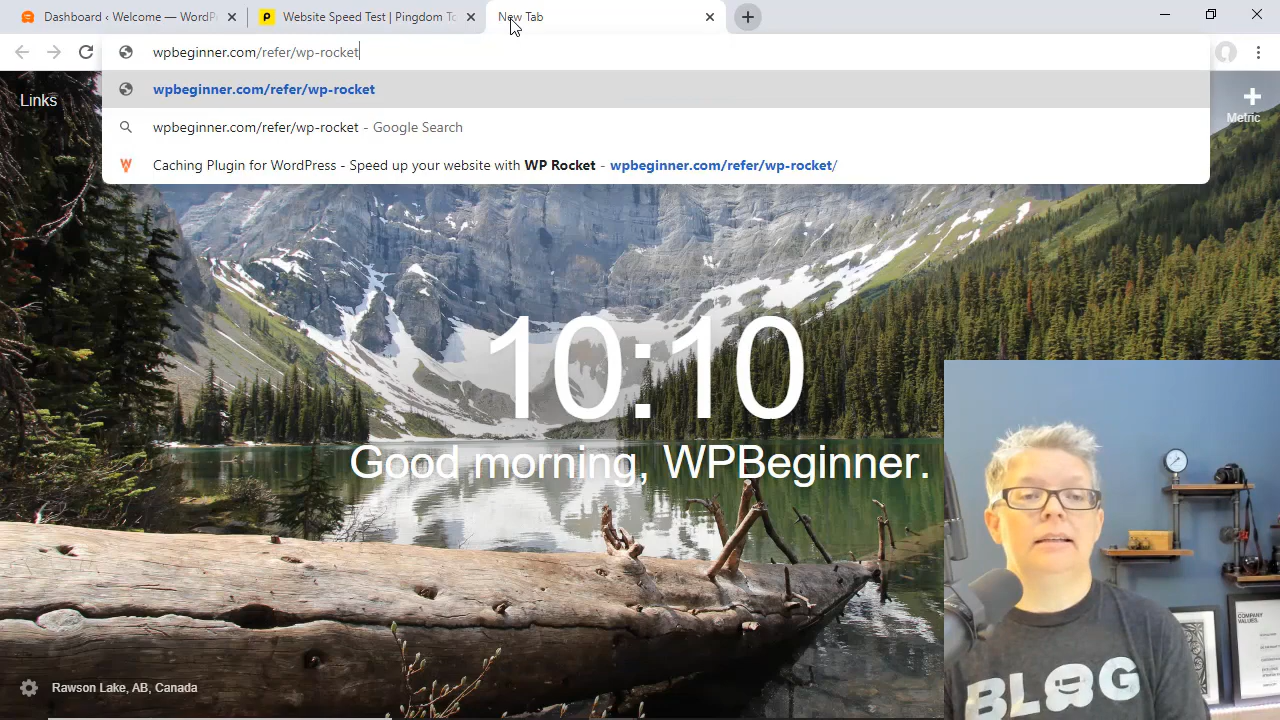 Dashboard ‹ Welcome — WordP
Website Speed Test | Pingdom To
New Tab
wpbeginner.com/refer/wp-rocket
wpbeginner.com/refer/wp-rocket
wpbeginner.com/refer/wp-rocket - Google Search
Caching Plugin for WordPress - Speed up your website with WP Rocket - wpbeginner.com/refer/wp-rocket/
Links
Metric
10:10
Good morning, WPBeginner.
COMPANY
VALUES
BLOG
Rawson Lake, AB, Canada